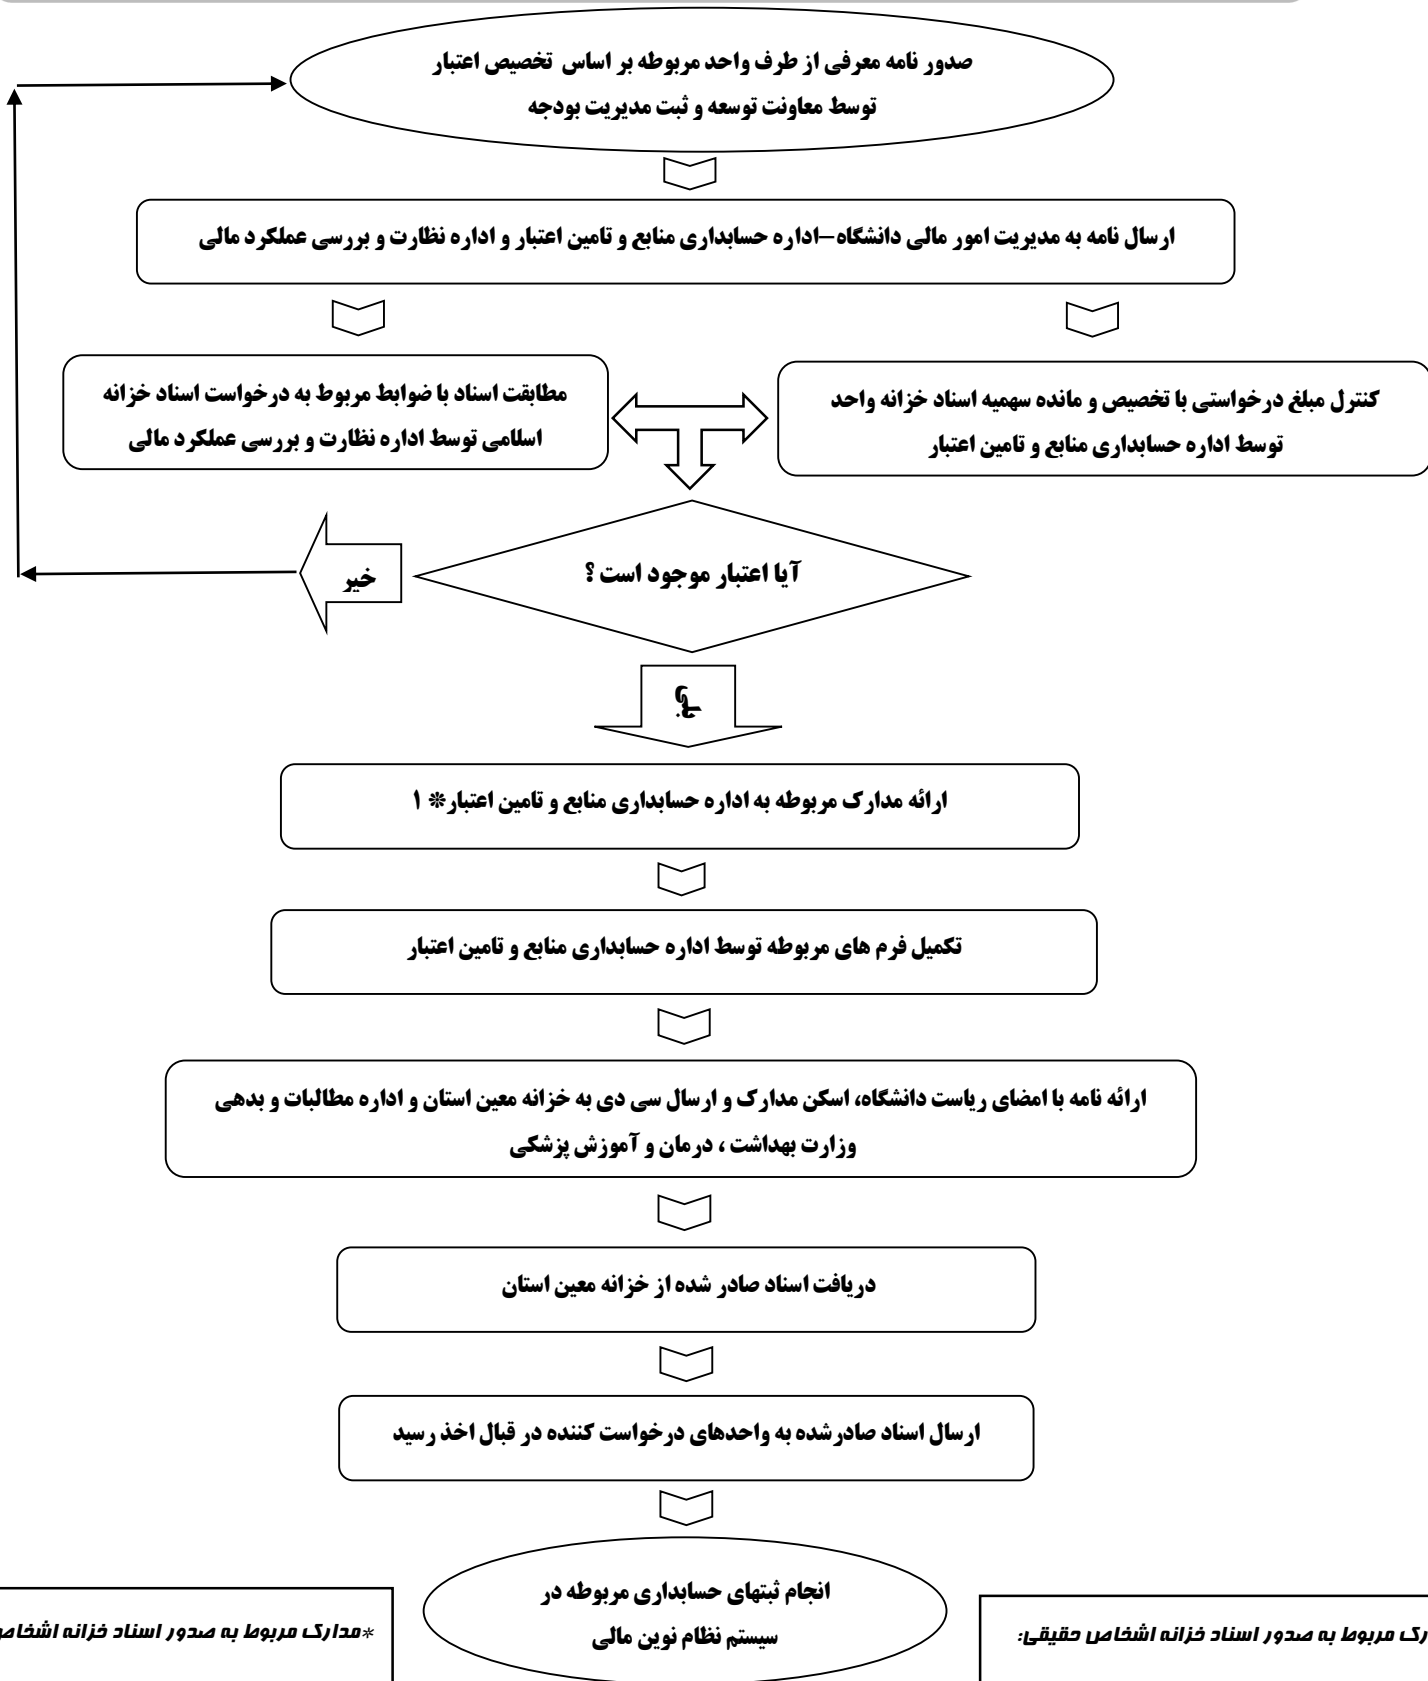 صدور نامه معرفی از طرف واحد مربوطه بر اساس تخصیص اعتبار
توسط معاونت توسعه و ثبت مدیریت بودجه
ارسال نامه به مدیریت امور مالی دانشگاه–اداره حسابداری منابع و تامین اعتبار و اداره نظارت و بررسی عملکرد مالی
کنترل مبلغ درخواستی با تخصیص و مانده سهمیه اسناد خزانه واحد
توسط اداره حسابداری منابع و تامین اعتبار
مطابقت اسناد با ضوابط مربوط به درخواست اسناد خزانه
اسلامی توسط اداره نظارت و بررسی عملکرد مالی
آیا اعتبار موجود است ؟
خیر
بلی
ارائه مدارک مربوطه به اداره حسابداری منابع و تامین اعتبار* ۱
تکمیل فرم های مربوطه توسط اداره حسابداری منابع و تامین اعتبار
ارائه نامه با امضای ریاست دانشگاه، اسکن مدارک و ارسال سی دی به خزانه معین استان و اداره مطالبات و بدهی
وزارت بهداشت ، درمان و آموزش پزشکی
دریافت اسناد صادر شده از خزانه معین استان
ارسال اسناد صادرشده به واحدهای درخواست کننده در قبال اخذ رسید
انجام ثبتهای حسابداری مربوطه در
سیستم نظام نوین مالی
ارک مربوط به صدور اسناد خزانه اشخاص حقیقی:
*مدارک مربوط به صدور اسناد خزانه اشخاص